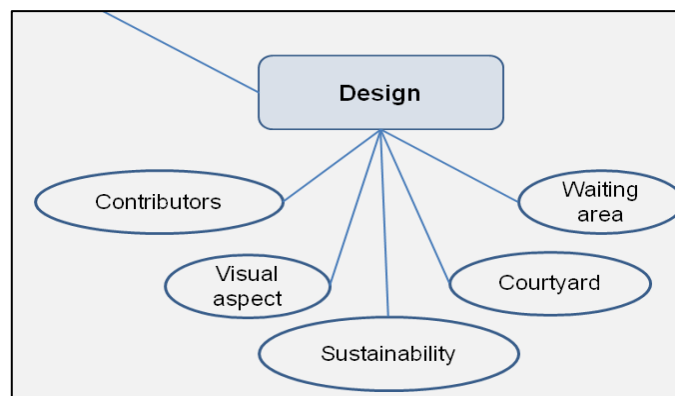 Design
Contributors
Waiting
area
Visual
aspect
Courtyard
Sustainability